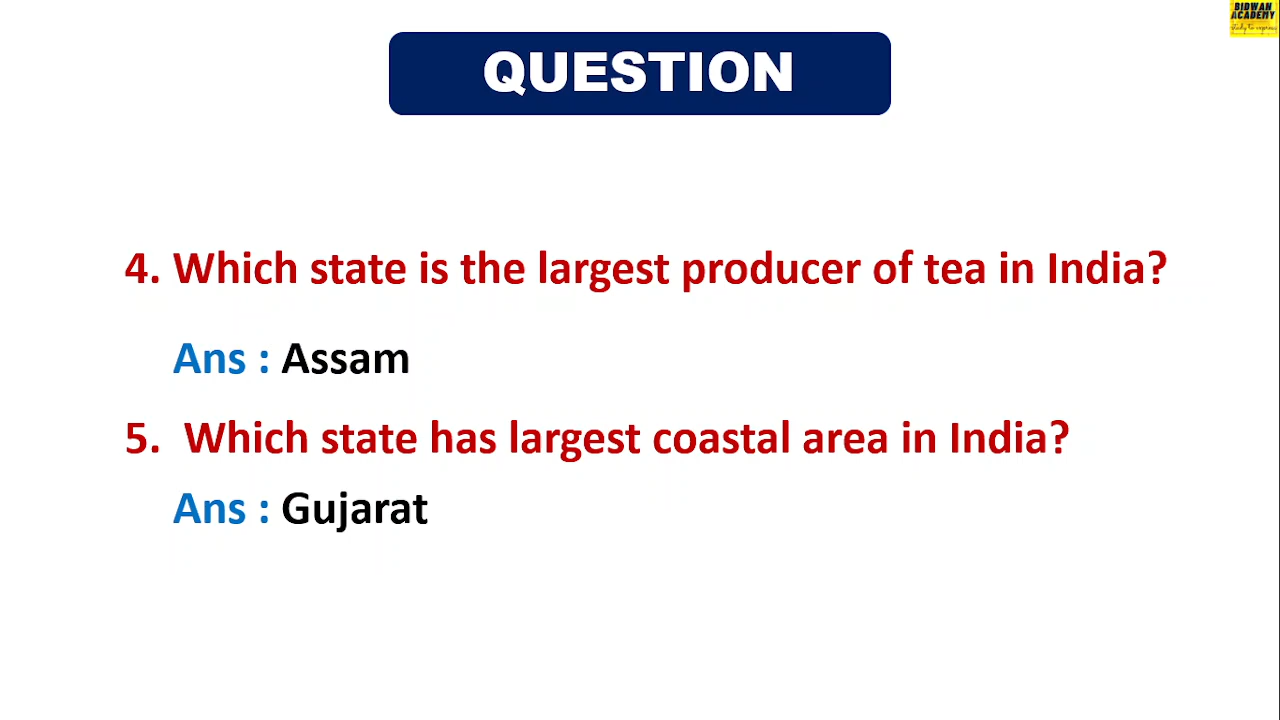 BIDWAN
ACADEMY
QUESTION
4. Which state is the largest producer of tea in India?
Ans : Assam
5. Which state has largest coastal area in India?
Ans : Gujarat